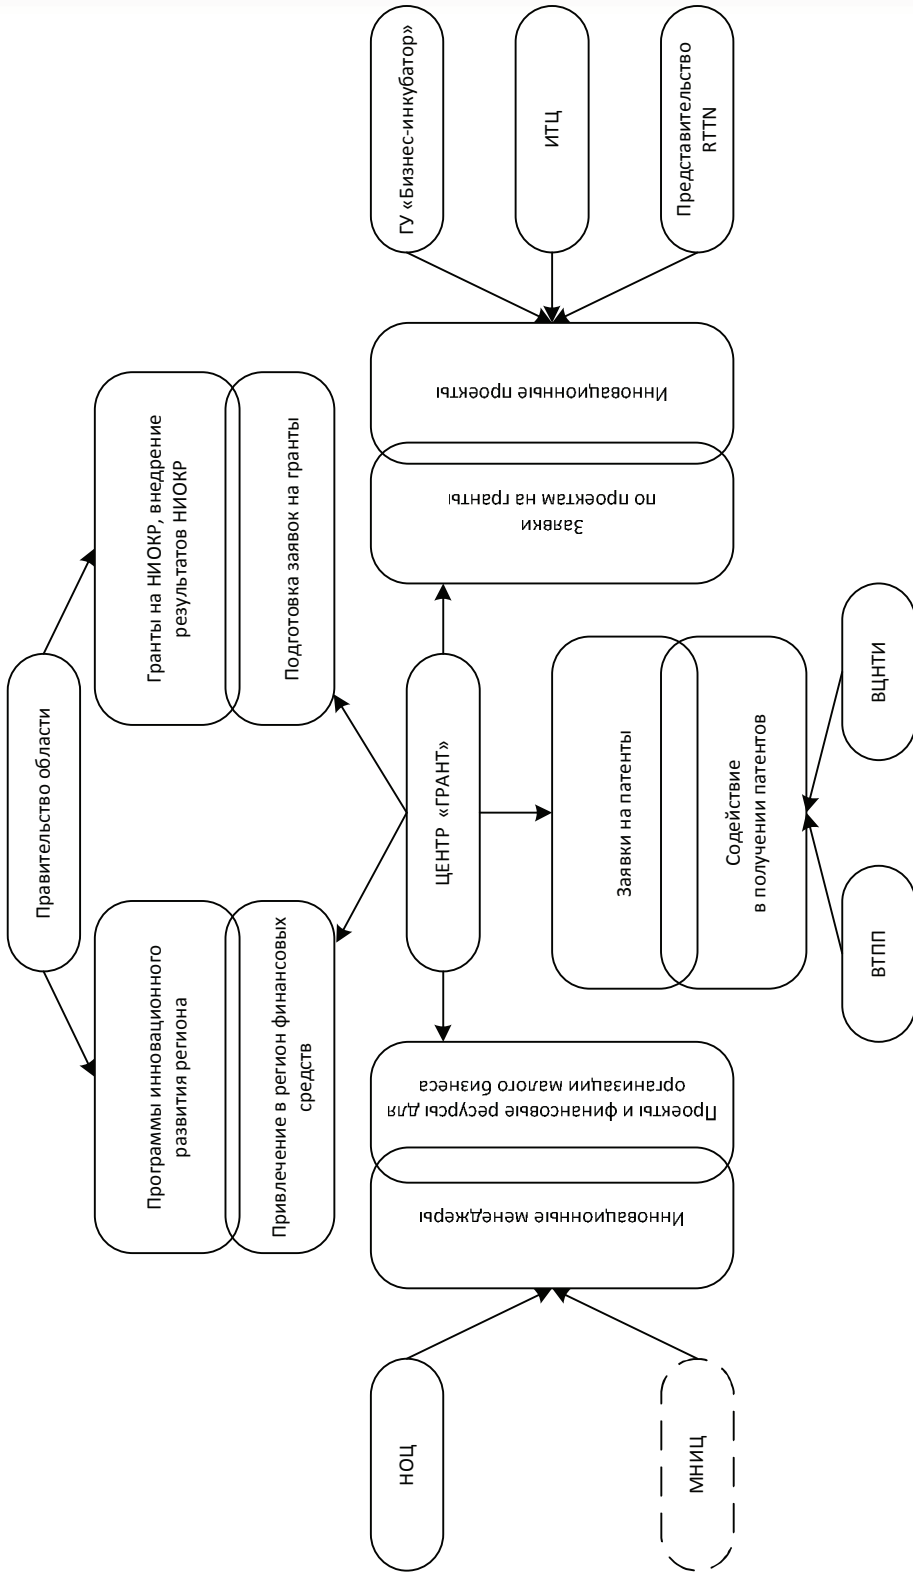 Правительство области
Программы инновационного
развития региона
Привлечение в регион финансовых
средств
Гранты на НИОКР, внедрение
результатов НИОКР
Подготовка заявок на гранты
НОЦ
МНИЦ
Инновационные менеджеры
Проекты и финансовые ресурсы для
организации малого бизнеса
ЦЕНТР «ГРАНТ»
Заявки
по проектам на гранты
Инновационные проекты
ГУ «Бизнес-инкубатор»
ИТЦ
Представительство
RTTN
Заявки на патенты
Содействие
в получении патентов
ВТПП
ВЦНТИ